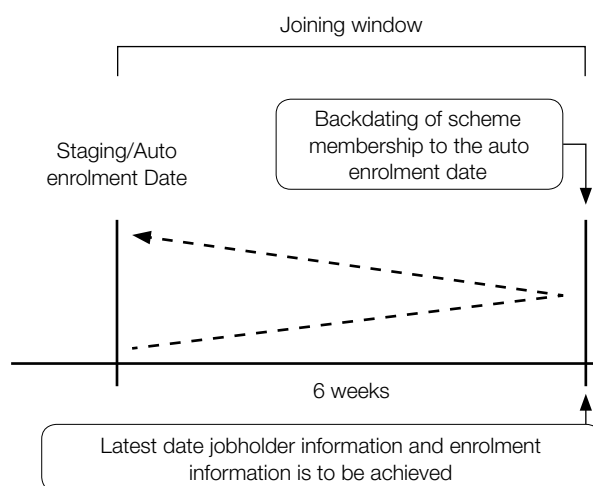 Joining window
Backdating of scheme
membership to the auto
enrolment date
Staging/Auto
enrolment Date
6 weeks
Latest date jobholder information and enrolment
information is to be achieved